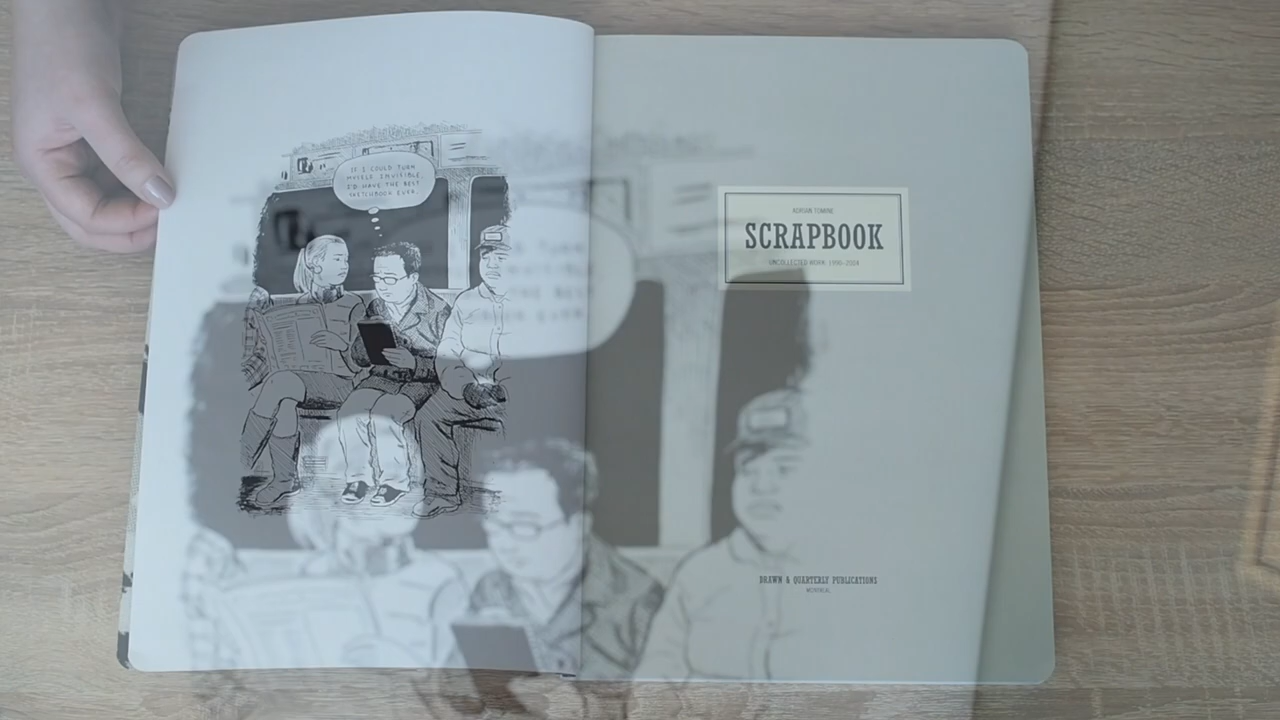 IF I COULD TURN
MYSELF INVISIBLE,
I'D HAVE THE BEST
SKETCHBOOK EVER.
ADRIAN TOMINE
SCRAPBOOK
UNCOLLECTED WORK: 1990–2004
DRAWN & QUARTERLY PUBLICATIONS
MONTREAL